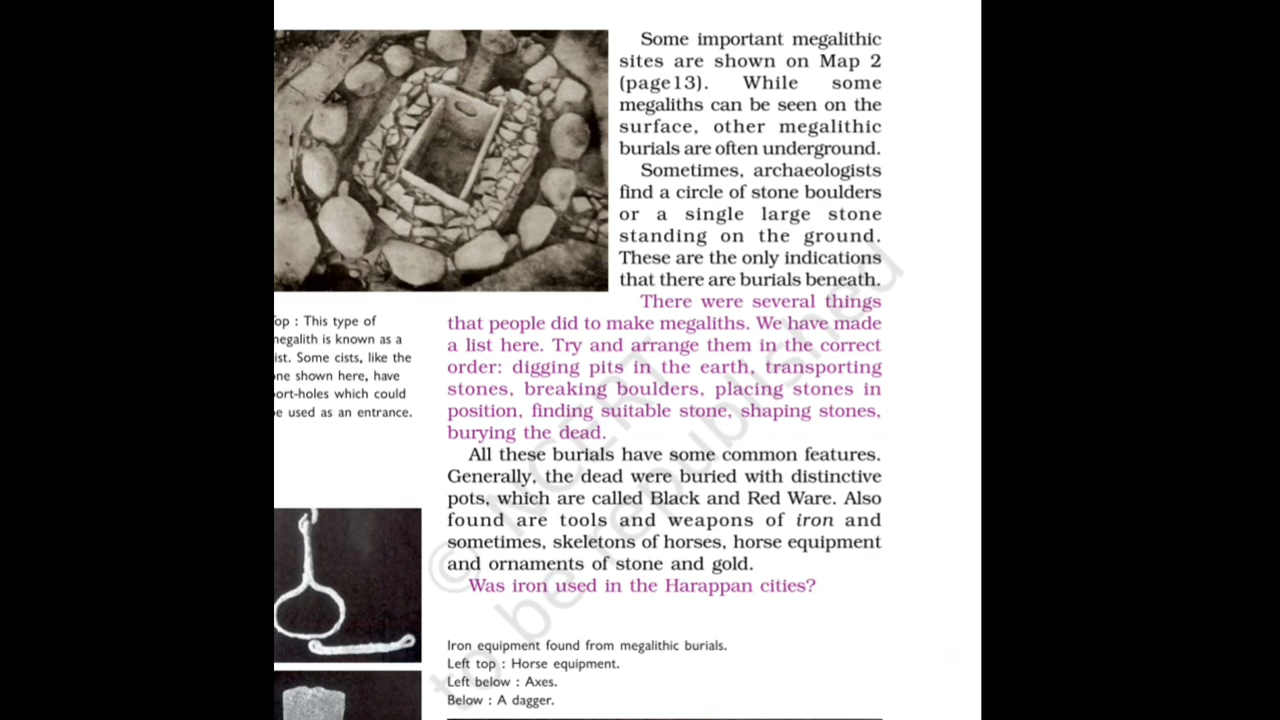 Some important megalithic
sites are shown on Map 2
(page13). While some
megaliths can be seen on the
surface, other megalithic
burials are often underground.
Sometimes, archaeologists
find a circle of stone boulders
or a single large stone
standing on the ground.
These are the only indications
that there are burials beneath.
There were several things
that people did to make megaliths. We have made
a list here. Try and arrange them in the correct
order: digging pits in the earth, transporting
stones, breaking boulders, placing stones in
position, finding suitable stone, shaping stones,
burying the dead.
All these burials have some common features.
Generally, the dead were buried with distinctive
pots, which are called Black and Red Ware. Also
found are tools and weapons of iron and
sometimes, skeletons of horses, horse equipment
and ornaments of stone and gold.
Was iron used in the Harappan cities?
op : This type of
egalith is known as a
ist. Some cists, like the
ne shown here, have
ort-holes which could
e used as an entrance.
Iron equipment found from megalithic burials.
Left top : Horse equipment.
Left below : Axes.
Below : A dagger.
© NCERT
to be republished